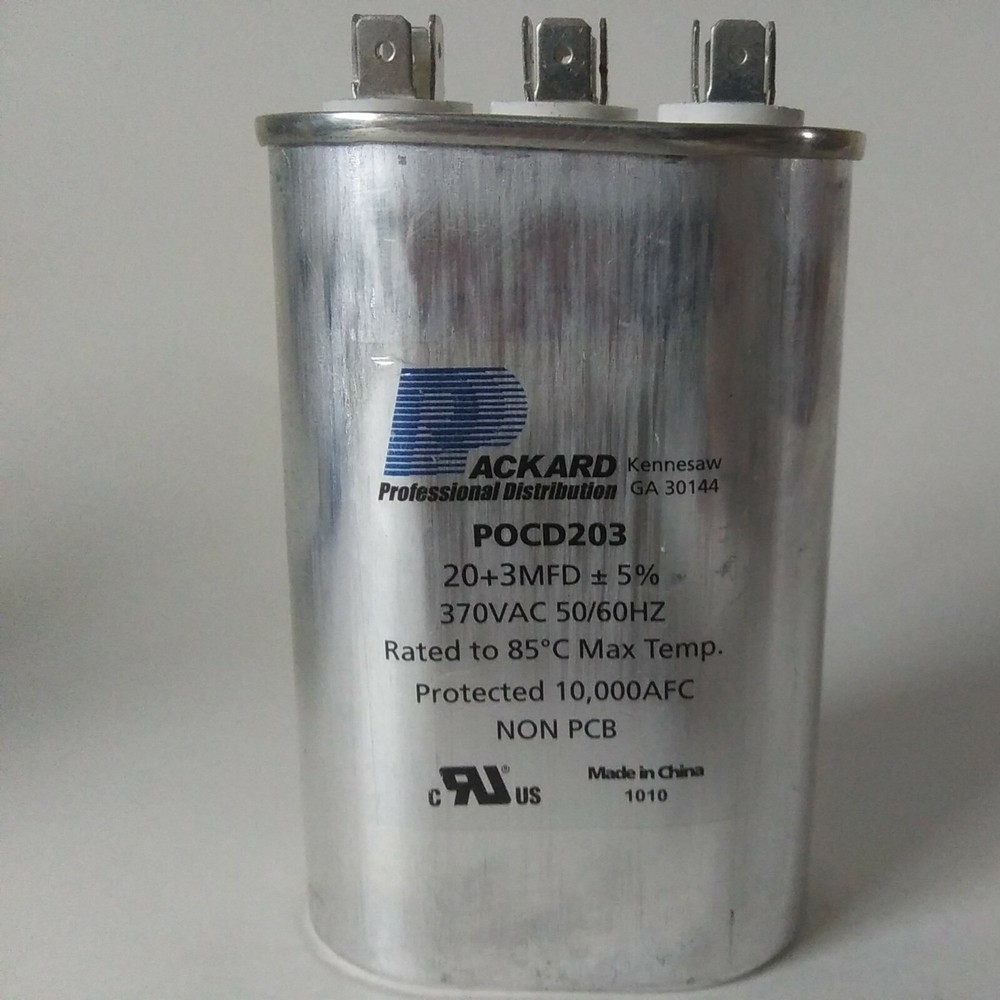 PACKARD
Professional Distribution
Kennesaw
GA 30144
POCD203
20+3MFD ± 5%
370VAC 50/60HZ
Rated to 85°C Max Temp.
Protected 10,000AFC
NON PCB
c RU® US
Made in China
1010